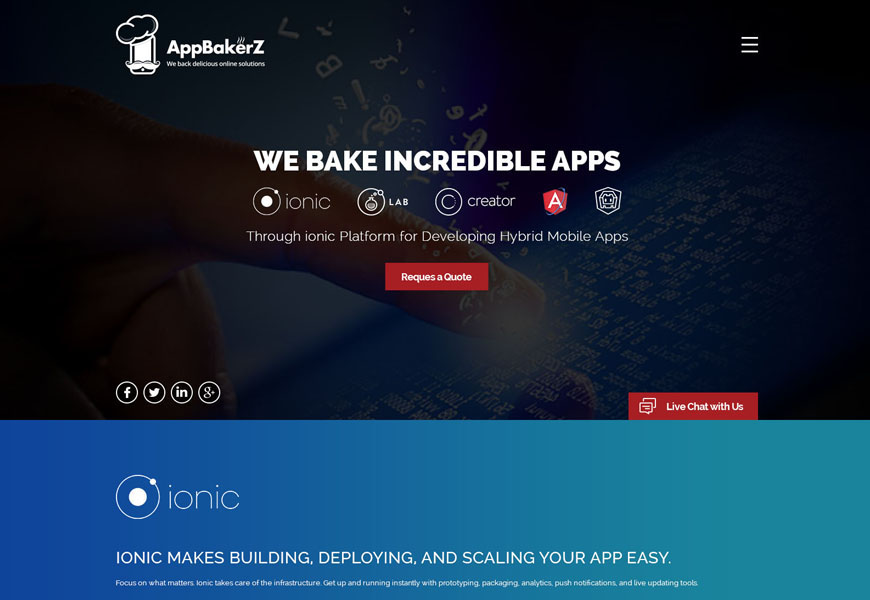 AppBakerZ
We back delicious online solutions
WE BAKE INCREDIBLE APPS
ionic
LAB
creator
A
Through ionic Platform for Developing Hybrid Mobile Apps
Reques a Quote
Live Chat with Us
ionic
IONIC MAKES BUILDING, DEPLOYING, AND SCALING YOUR APP EASY.
Focus on what matters. Ionic takes care of the infrastructure. Get up and running instantly with prototyping, packaging, analytics, push notifications, and live updating tools.